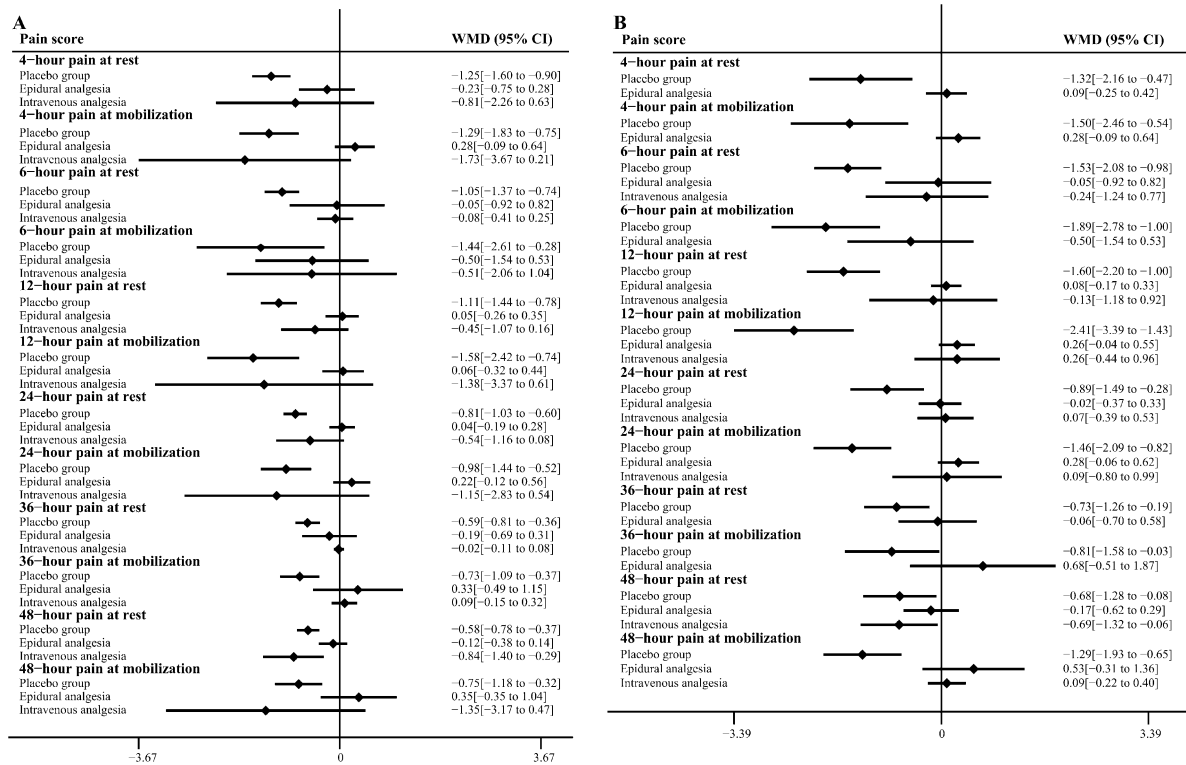 A
Pain score WMD (95% CI)
4−hour pain at rest
Placebo group −1.25[−1.60 to −0.90]
Epidural analgesia −0.23[−0.75 to 0.28]
Intravenous analgesia −0.81[−2.26 to 0.63]
4−hour pain at mobilization
Placebo group −1.29[−1.83 to −0.75]
Epidural analgesia 0.28[−0.09 to 0.64]
Intravenous analgesia −1.73[−3.67 to 0.21]
6−hour pain at rest
Placebo group −1.05[−1.37 to −0.74]
Epidural analgesia −0.05[−0.92 to 0.82]
Intravenous analgesia −0.08[−0.41 to 0.25]
6−hour pain at mobilization
Placebo group −1.44[−2.61 to −0.28]
Epidural analgesia −0.50[−1.54 to 0.53]
Intravenous analgesia −0.51[−2.06 to 1.04]
12−hour pain at rest
Placebo group −1.11[−1.44 to −0.78]
Epidural analgesia 0.05[−0.26 to 0.35]
Intravenous analgesia −0.45[−1.07 to 0.16]
12−hour pain at mobilization
Placebo group −1.58[−2.42 to −0.74]
Epidural analgesia 0.06[−0.32 to 0.44]
Intravenous analgesia −1.38[−3.37 to 0.61]
24−hour pain at rest
Placebo group −0.81[−1.03 to −0.60]
Epidural analgesia 0.04[−0.19 to 0.28]
Intravenous analgesia −0.54[−1.16 to 0.08]
24−hour pain at mobilization
Placebo group −0.98[−1.44 to −0.52]
Epidural analgesia 0.22[−0.12 to 0.56]
Intravenous analgesia −1.15[−2.83 to 0.54]
36−hour pain at rest
Placebo group −0.59[−0.81 to −0.36]
Epidural analgesia −0.19[−0.69 to 0.31]
Intravenous analgesia −0.02[−0.11 to 0.08]
36−hour pain at mobilization
Placebo group −0.73[−1.09 to −0.37]
Epidural analgesia 0.33[−0.49 to 1.15]
Intravenous analgesia 0.09[−0.15 to 0.32]
48−hour pain at rest
Placebo group −0.58[−0.78 to −0.37]
Epidural analgesia −0.12[−0.38 to 0.14]
Intravenous analgesia −0.84[−1.40 to −0.29]
48−hour pain at mobilization
Placebo group −0.75[−1.18 to −0.32]
Epidural analgesia 0.35[−0.35 to 1.04]
Intravenous analgesia −1.35[−3.17 to 0.47]
−3.67 0 3.67
B
Pain score WMD (95% CI)
4−hour pain at rest
Placebo group −1.32[−2.16 to −0.47]
Epidural analgesia 0.09[−0.25 to 0.42]
4−hour pain at mobilization
Placebo group −1.50[−2.46 to −0.54]
Epidural analgesia 0.28[−0.09 to 0.64]
6−hour pain at rest
Placebo group −1.53[−2.08 to −0.98]
Epidural analgesia −0.05[−0.92 to 0.82]
Intravenous analgesia −0.24[−1.24 to 0.77]
6−hour pain at mobilization
Placebo group −1.89[−2.78 to −1.00]
Epidural analgesia −0.50[−1.54 to 0.53]
12−hour pain at rest
Placebo group −1.60[−2.20 to −1.00]
Epidural analgesia 0.08[−0.17 to 0.33]
Intravenous analgesia −0.13[−1.18 to 0.92]
12−hour pain at mobilization
Placebo group −2.41[−3.39 to −1.43]
Epidural analgesia 0.26[−0.04 to 0.55]
Intravenous analgesia 0.26[−0.44 to 0.96]
24−hour pain at rest
Placebo group −0.89[−1.49 to −0.28]
Epidural analgesia −0.02[−0.37 to 0.33]
Intravenous analgesia 0.07[−0.39 to 0.53]
24−hour pain at mobilization
Placebo group −1.46[−2.09 to −0.82]
Epidural analgesia 0.28[−0.06 to 0.62]
Intravenous analgesia 0.09[−0.80 to 0.99]
36−hour pain at rest
Placebo group −0.73[−1.26 to −0.19]
Epidural analgesia −0.06[−0.70 to 0.58]
36−hour pain at mobilization
Placebo group −0.81[−1.58 to −0.03]
Epidural analgesia 0.68[−0.51 to 1.87]
48−hour pain at rest
Placebo group −0.68[−1.28 to −0.08]
Epidural analgesia −0.17[−0.62 to 0.29]
Intravenous analgesia −0.69[−1.32 to −0.06]
48−hour pain at mobilization
Placebo group −1.29[−1.93 to −0.65]
Epidural analgesia 0.53[−0.31 to 1.36]
Intravenous analgesia 0.09[−0.22 to 0.40]
−3.39 0 3.39